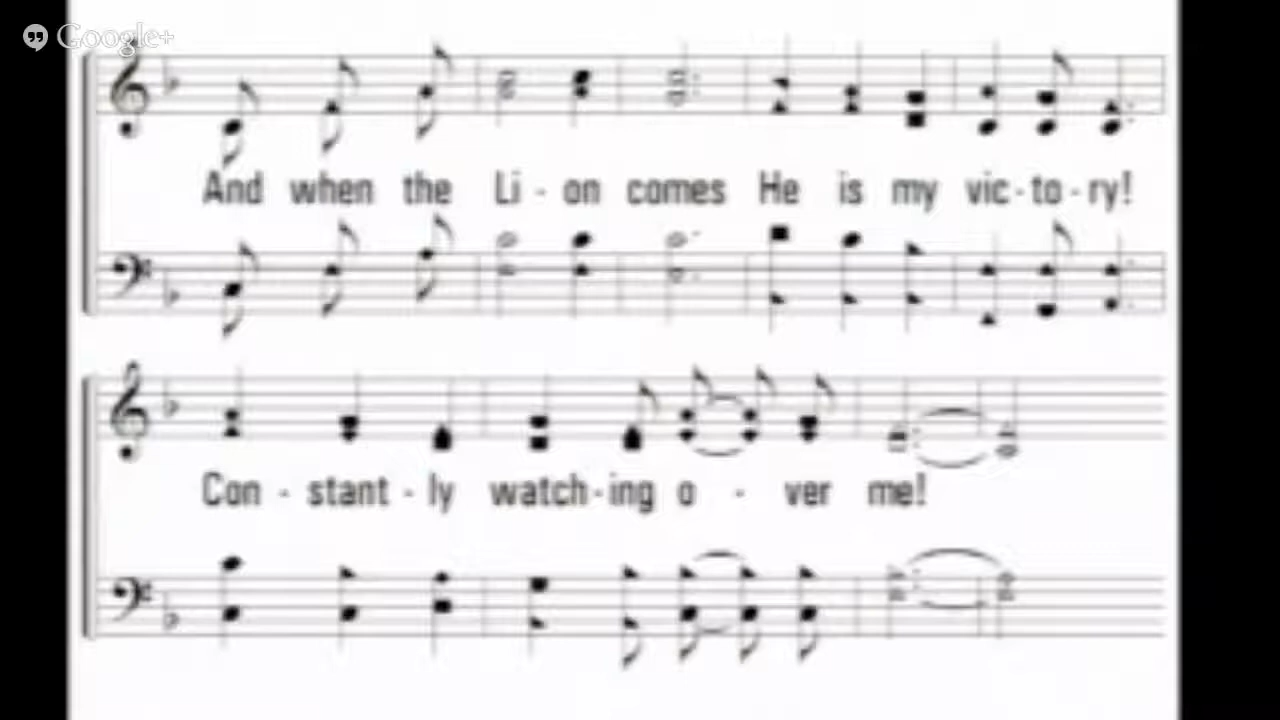 Google+
And when the Li - on comes He is my vic - to - ry!
Con - stant - ly watch - ing o - ver me!